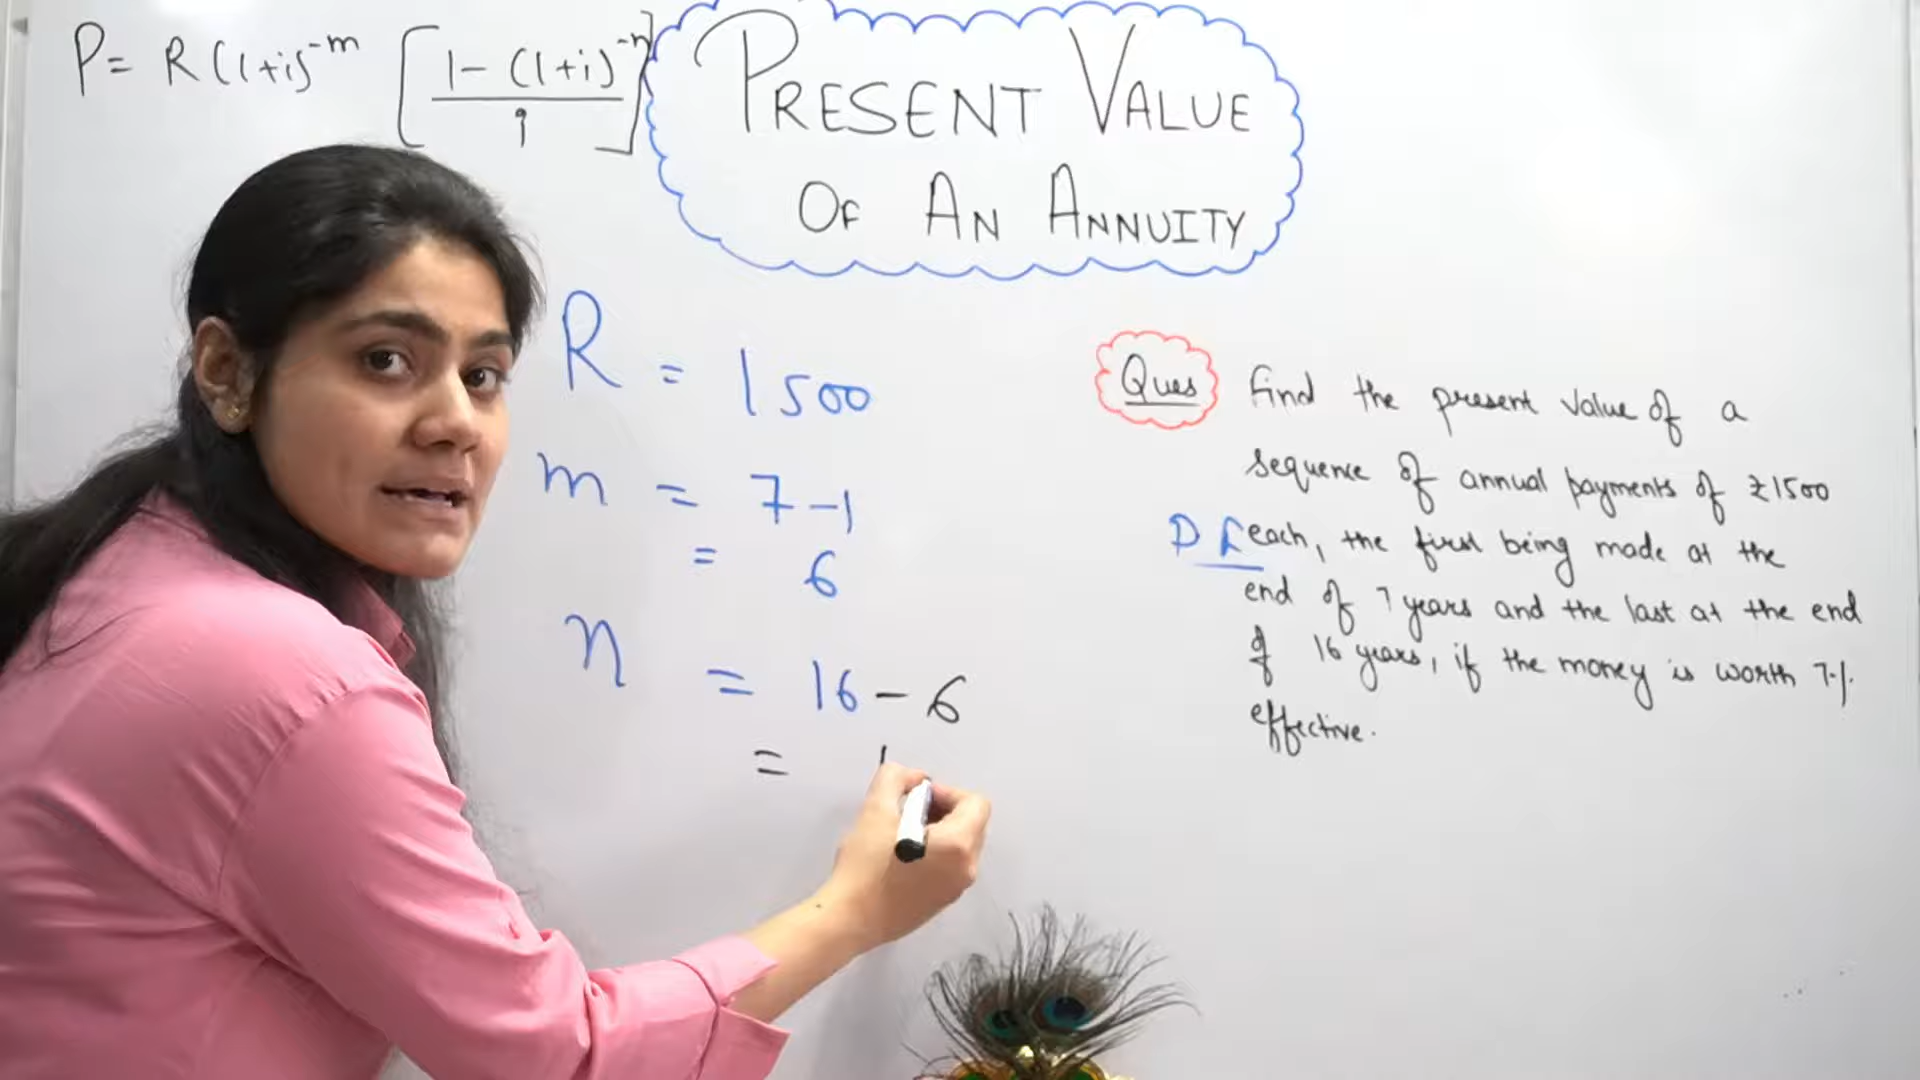 P = R (1+i)^-m [ 1 - (1+i)^-n / i ]
PRESENT VALUE
OF AN ANNUITY
R = 1500
m = 7-1
= 6
n = 16 - 6
= 1
Ques Find the present value of a
sequence of annual payments of ₹1500
each, the first being made at the
end of 7 years and the last at the end
of 16 years, if the money is worth 7%
effective.